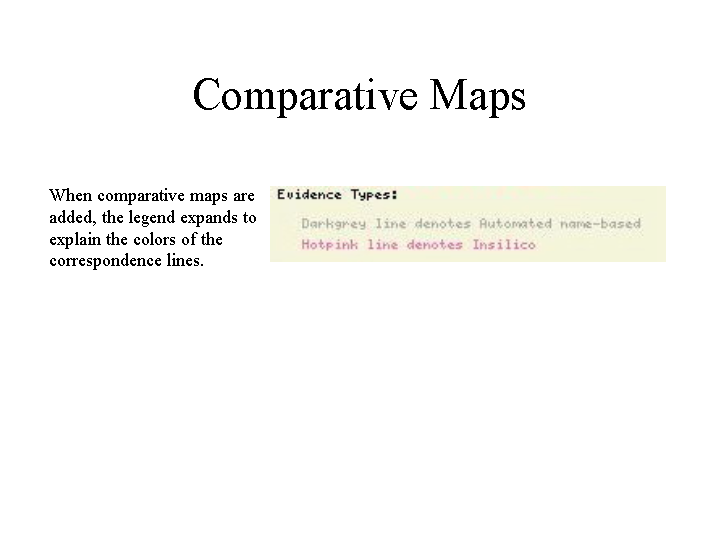 Comparative Maps
When comparative maps are
added, the legend expands to
explain the colors of the
correspondence lines.
Evidence Types:
Darkgrey line denotes Automated name-based
Hotpink line denotes Insilico